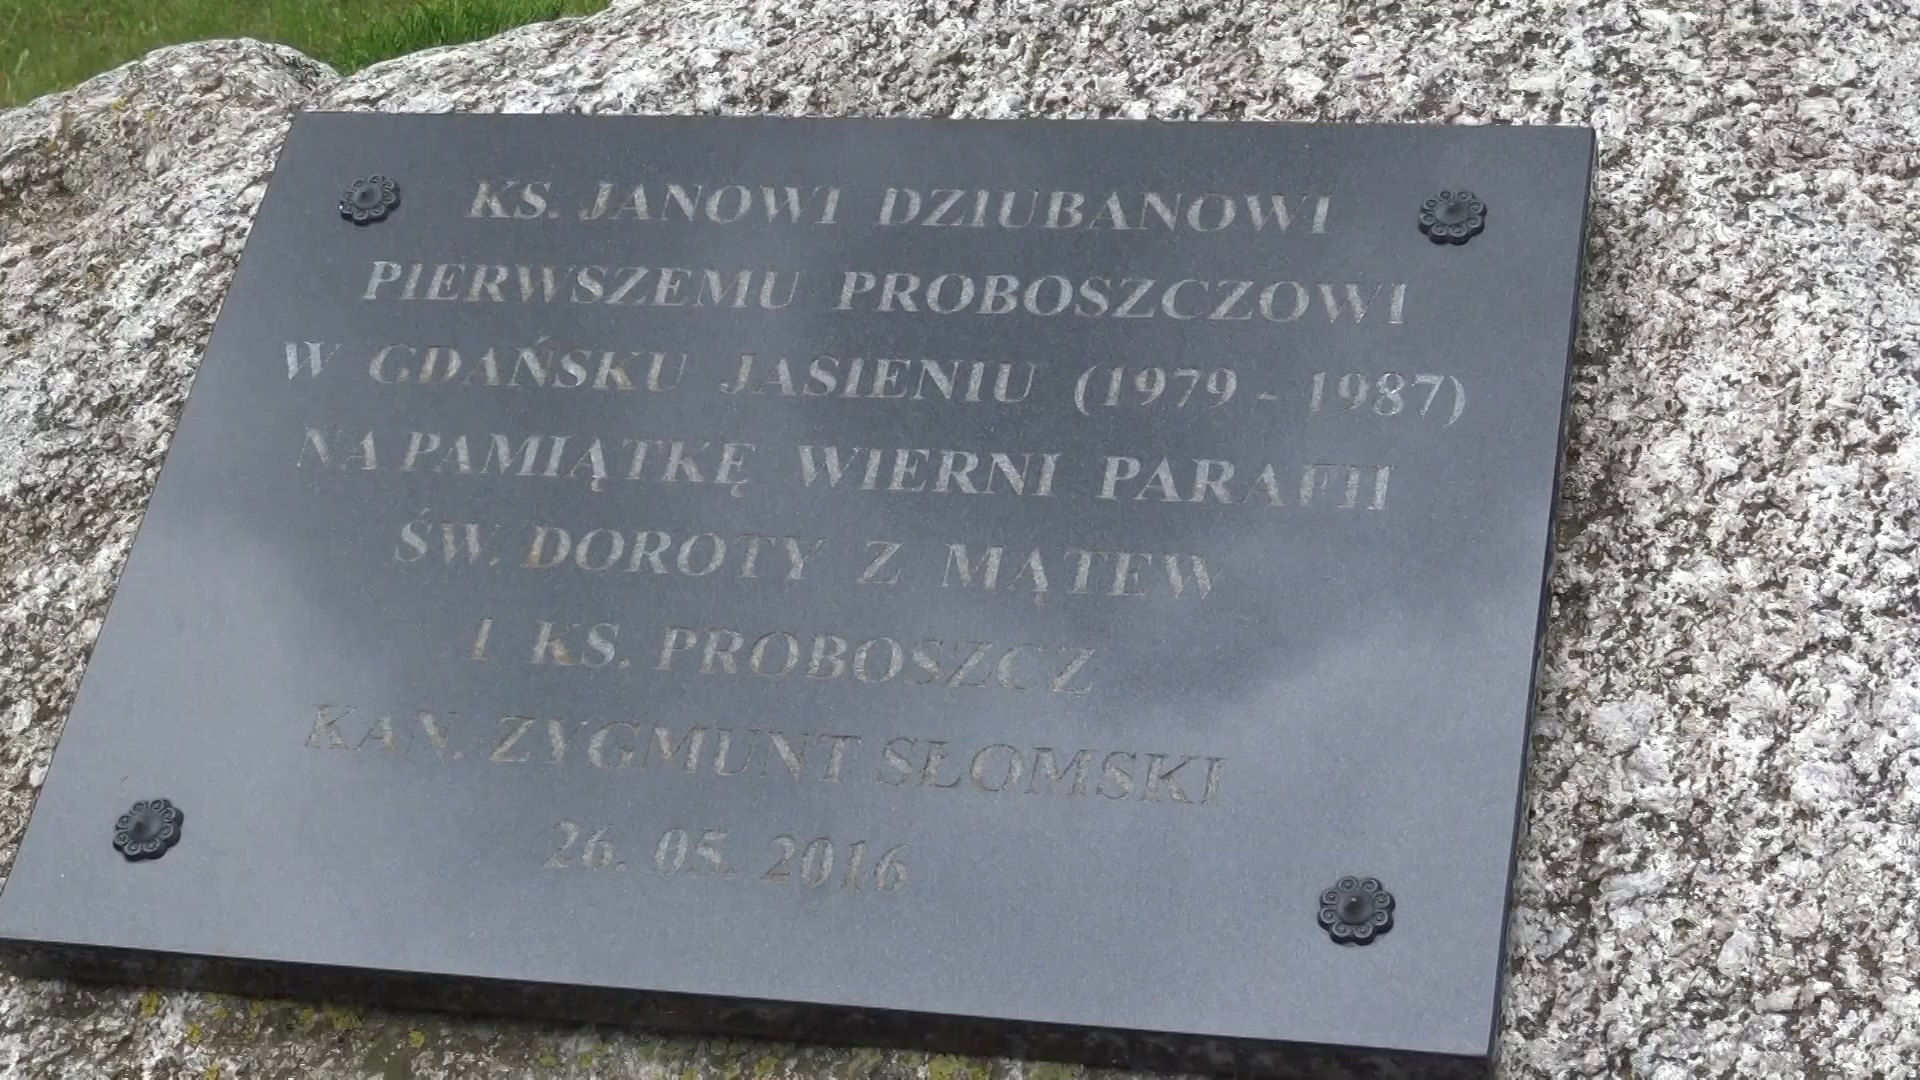 KS. JANOWI DZIUBANOWI
PIERWSZEMU PROBOSZCZOWI
W GDAŃSKU JASIENIU (1979 - 1987)
NA PAMIĄTKĘ WIERNI PARAFII
ŚW. DOROTY Z MĄTEW
I KS. PROBOSZCZ
KAN. ZYGMUNT SŁOMSKI
26. 05. 2016